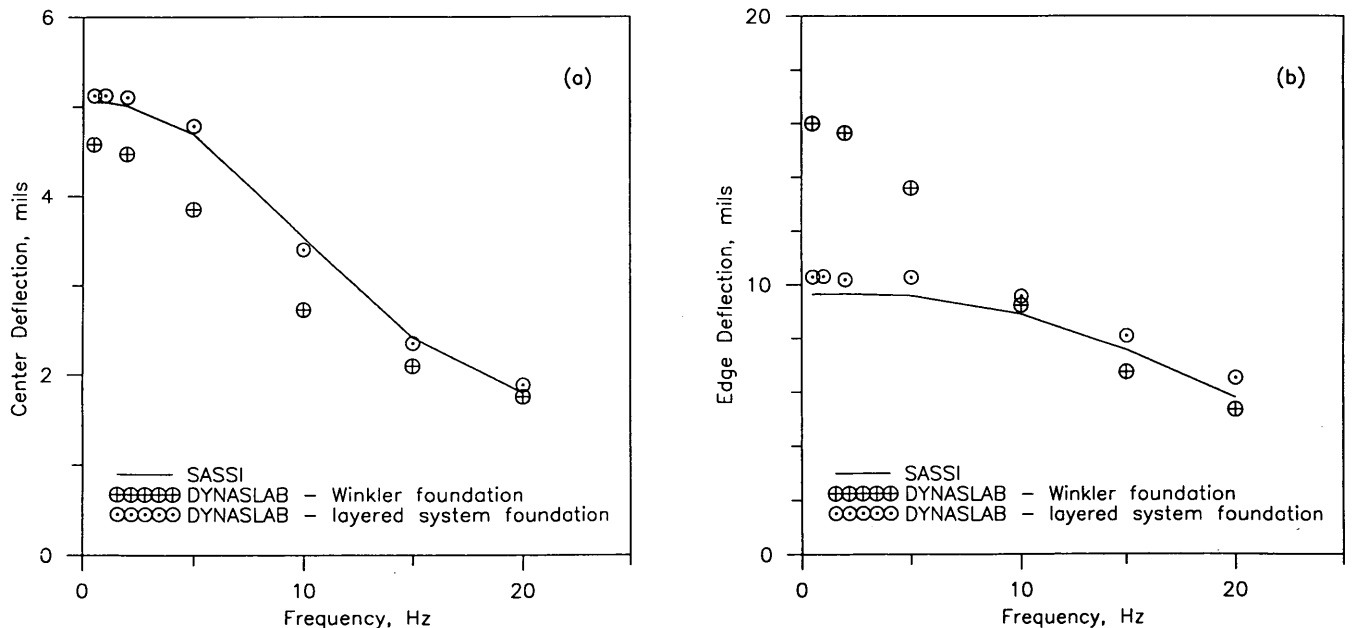 6
4
2
0
Center Deflection, mils
(a)
SASSI
DYNASLAB – Winkler foundation
DYNASLAB – layered system foundation
0
10
20
Frequency, Hz
20
10
0
Edge Deflection, mils
(b)
SASSI
DYNASLAB – Winkler foundation
DYNASLAB – layered system foundation
0
10
20
Frequency, Hz